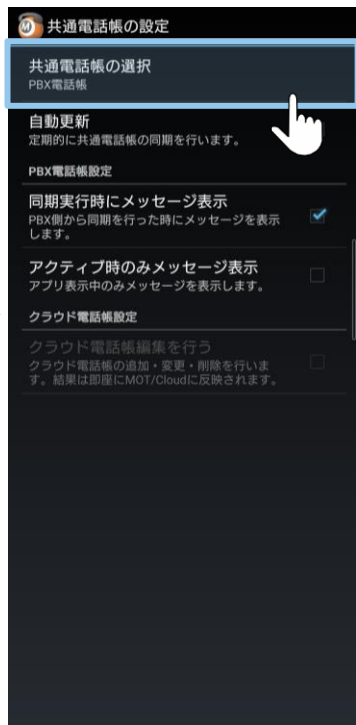 共通電話帳の設定
共通電話帳の選択
PBX電話帳
自動更新
定期的に共通電話帳の同期を行います。
PBX電話帳設定
同期実行時にメッセージ表示
PBX側から同期を行った時にメッセージを表示
します。
アクティブ時のみメッセージ表示
アプリ表示中のみメッセージを表示します。
クラウド電話帳設定
クラウド電話帳編集を行う
クラウド電話帳の追加・変更・削除を行いま
す。結果は即座にMOT/Cloudに反映されます。